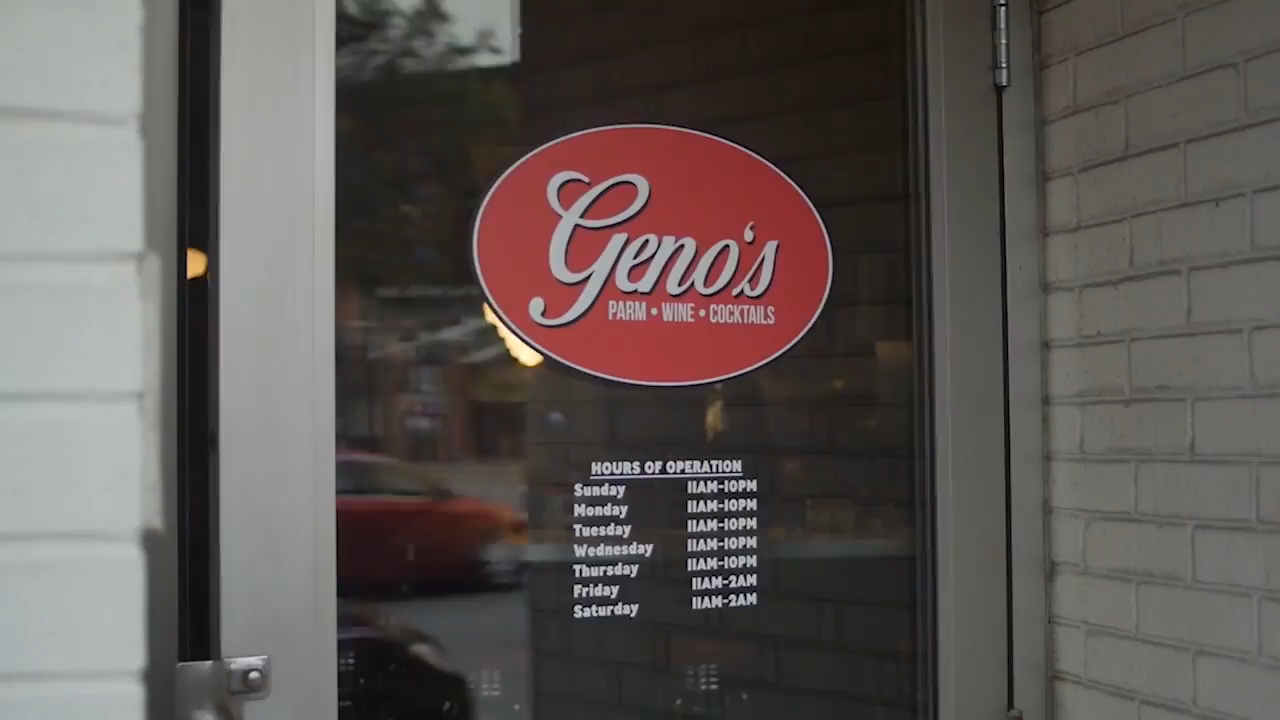 Geno's
PARM • WINE • COCKTAILS
HOURS OF OPERATION
Sunday 11AM-10PM
Monday 11AM-10PM
Tuesday 11AM-10PM
Wednesday 11AM-10PM
Thursday 11AM-10PM
Friday 11AM-2AM
Saturday 11AM-2AM